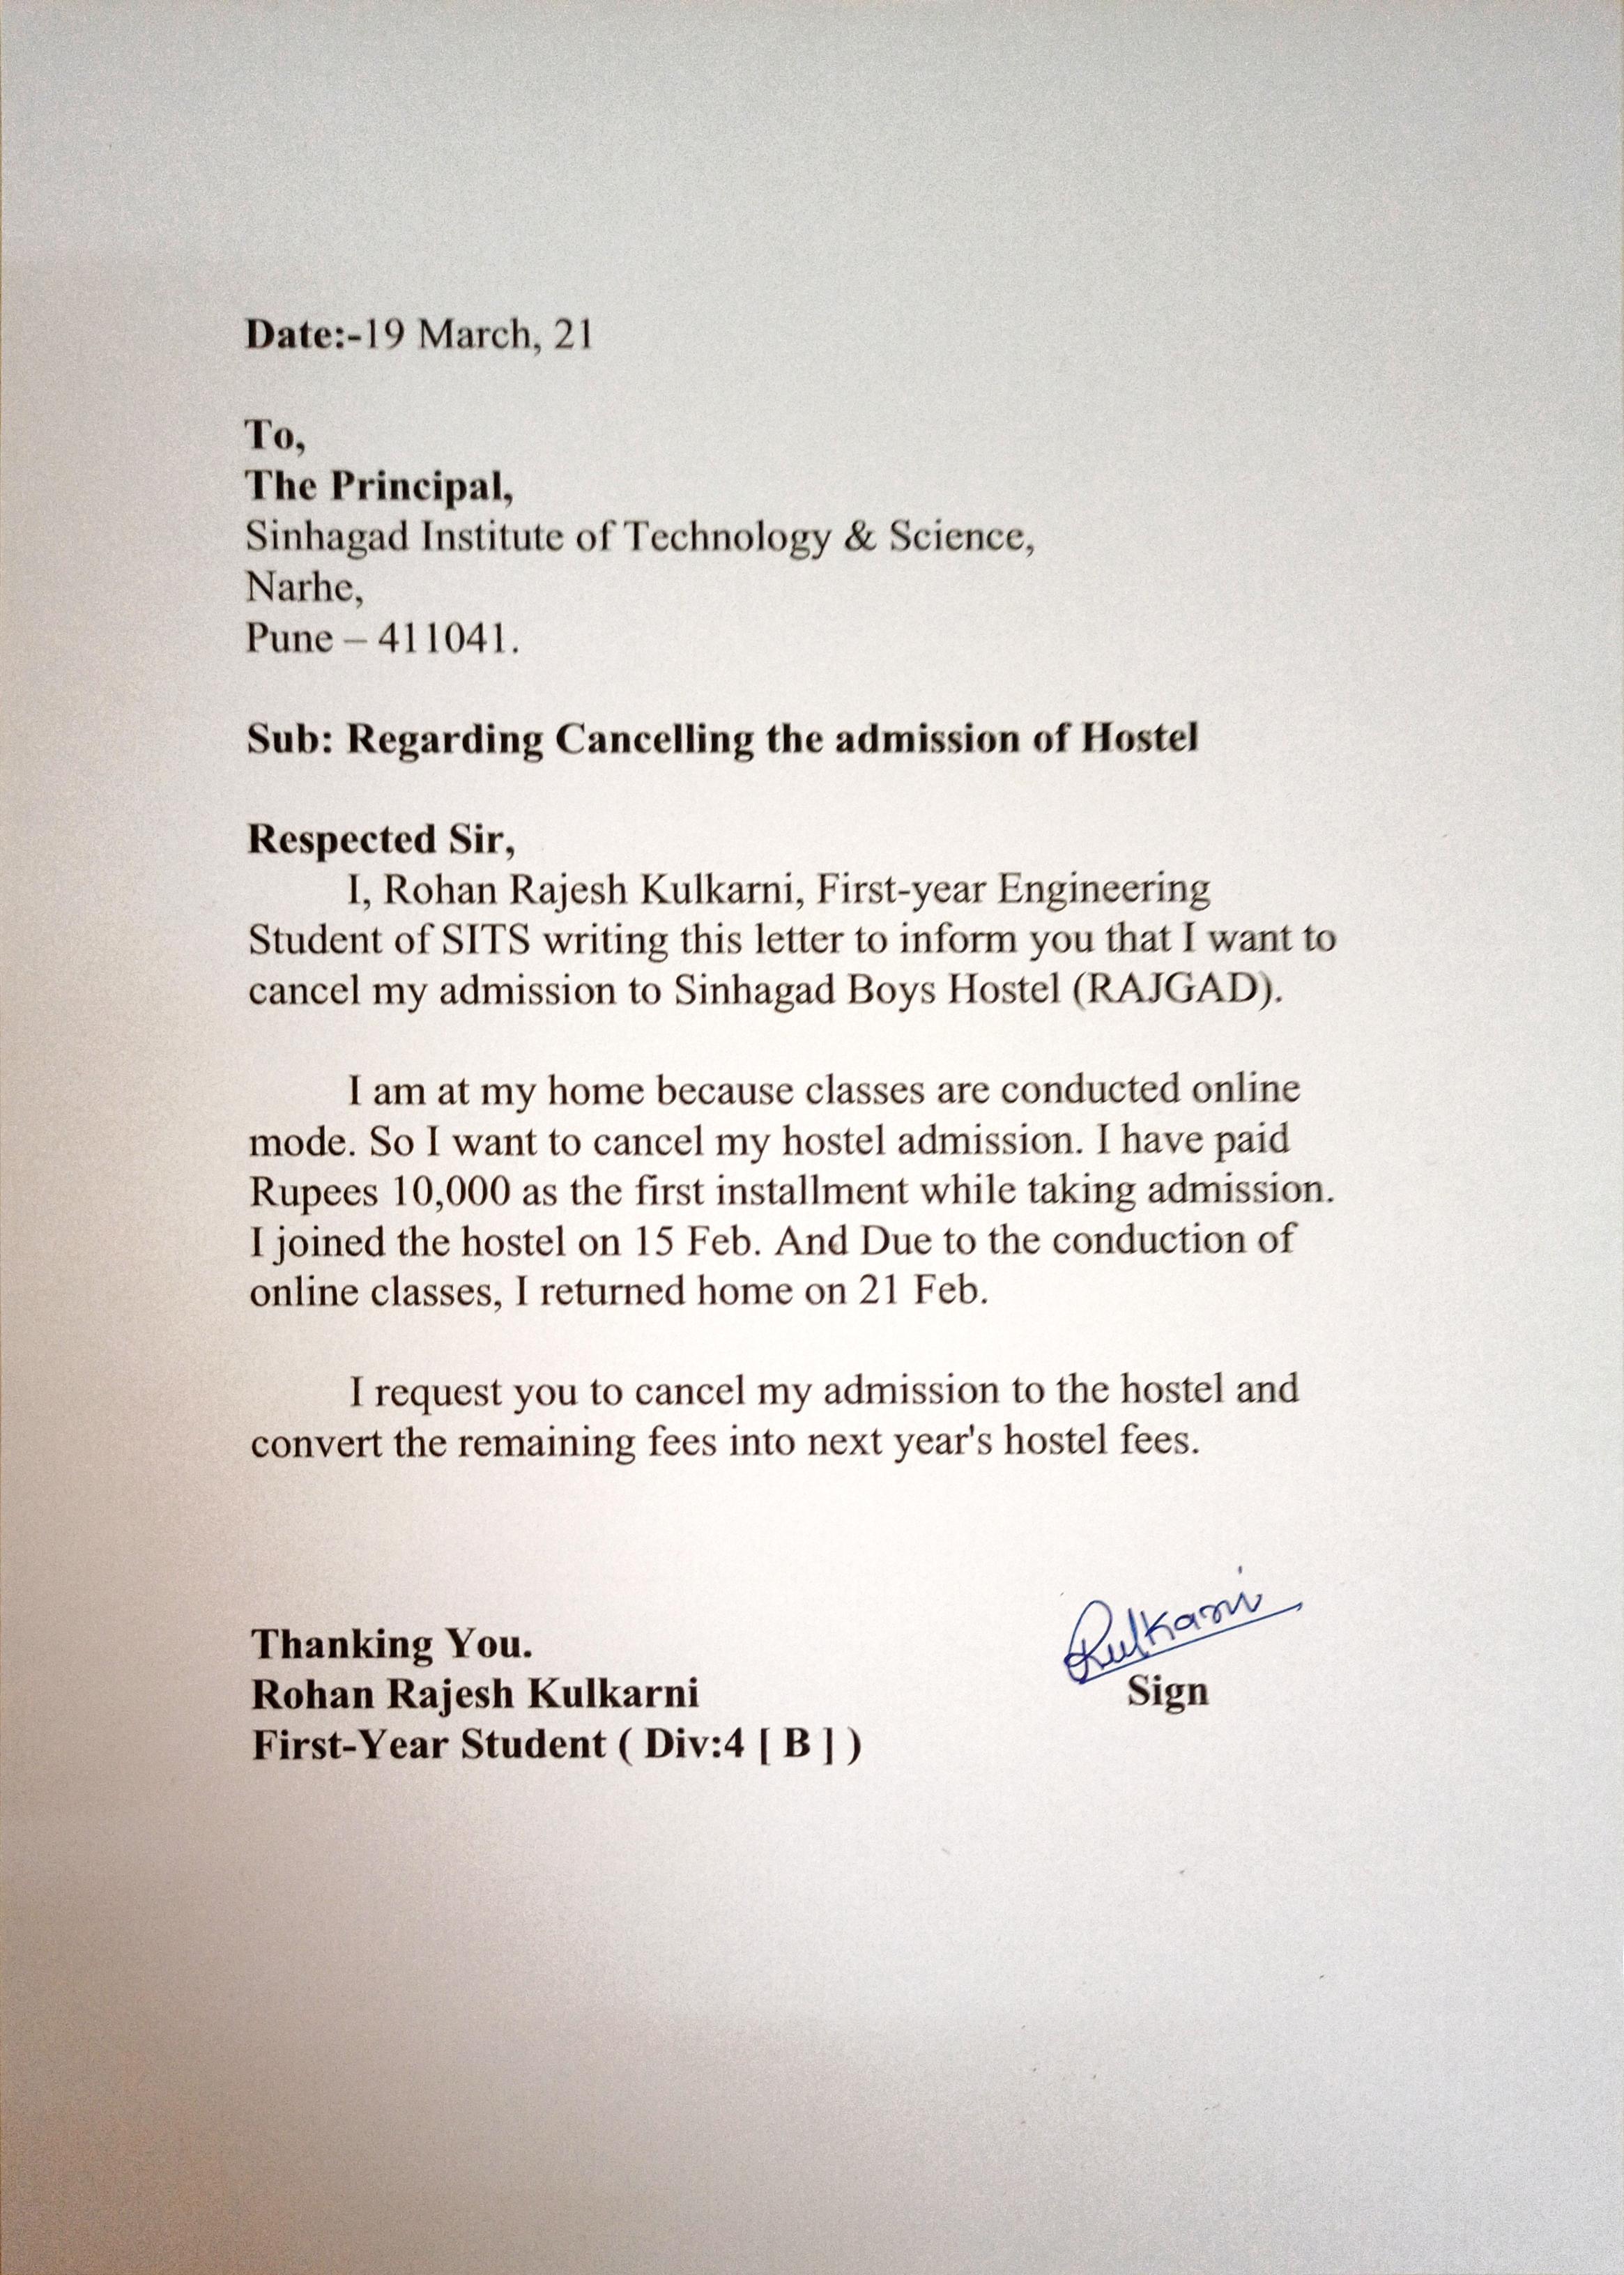 Date:-19 March, 21
To,
The Principal,
Sinhagad Institute of Technology & Science,
Narhe,
Pune – 411041.
Sub: Regarding Cancelling the admission of Hostel
Respected Sir,
I, Rohan Rajesh Kulkarni, First-year Engineering
Student of SITS writing this letter to inform you that I want to
cancel my admission to Sinhagad Boys Hostel (RAJGAD).
I am at my home because classes are conducted online
mode. So I want to cancel my hostel admission. I have paid
Rupees 10,000 as the first installment while taking admission.
I joined the hostel on 15 Feb. And Due to the conduction of
online classes, I returned home on 21 Feb.
I request you to cancel my admission to the hostel and
convert the remaining fees into next year's hostel fees.
Kulkarni
Thanking You.
Rohan Rajesh Kulkarni
Sign
First-Year Student ( Div:4 [ B ] )